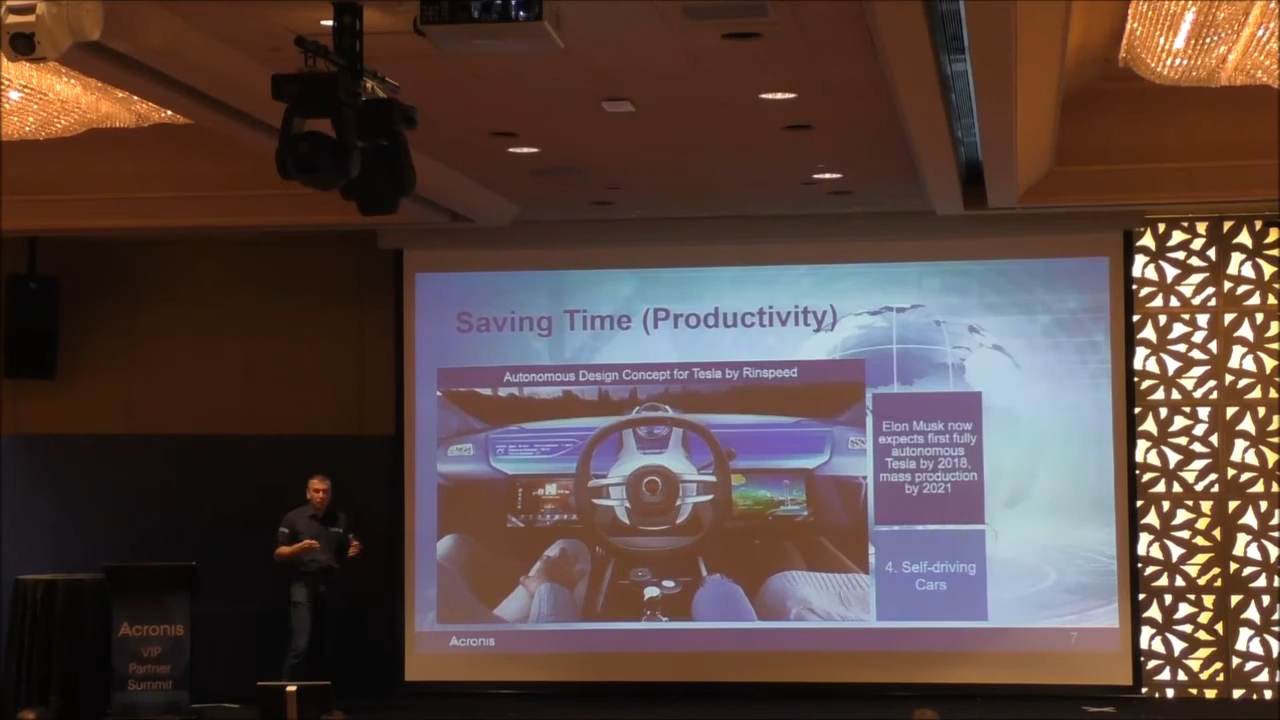 Saving Time (Productivity)
Autonomous Design Concept for Tesla by Rinspeed
Elon Musk now
expects first fully
autonomous
Tesla by 2018,
mass production
by 2021
4. Self-driving
Cars
Acronis
7
Acronis
VIP
Partner
Summit